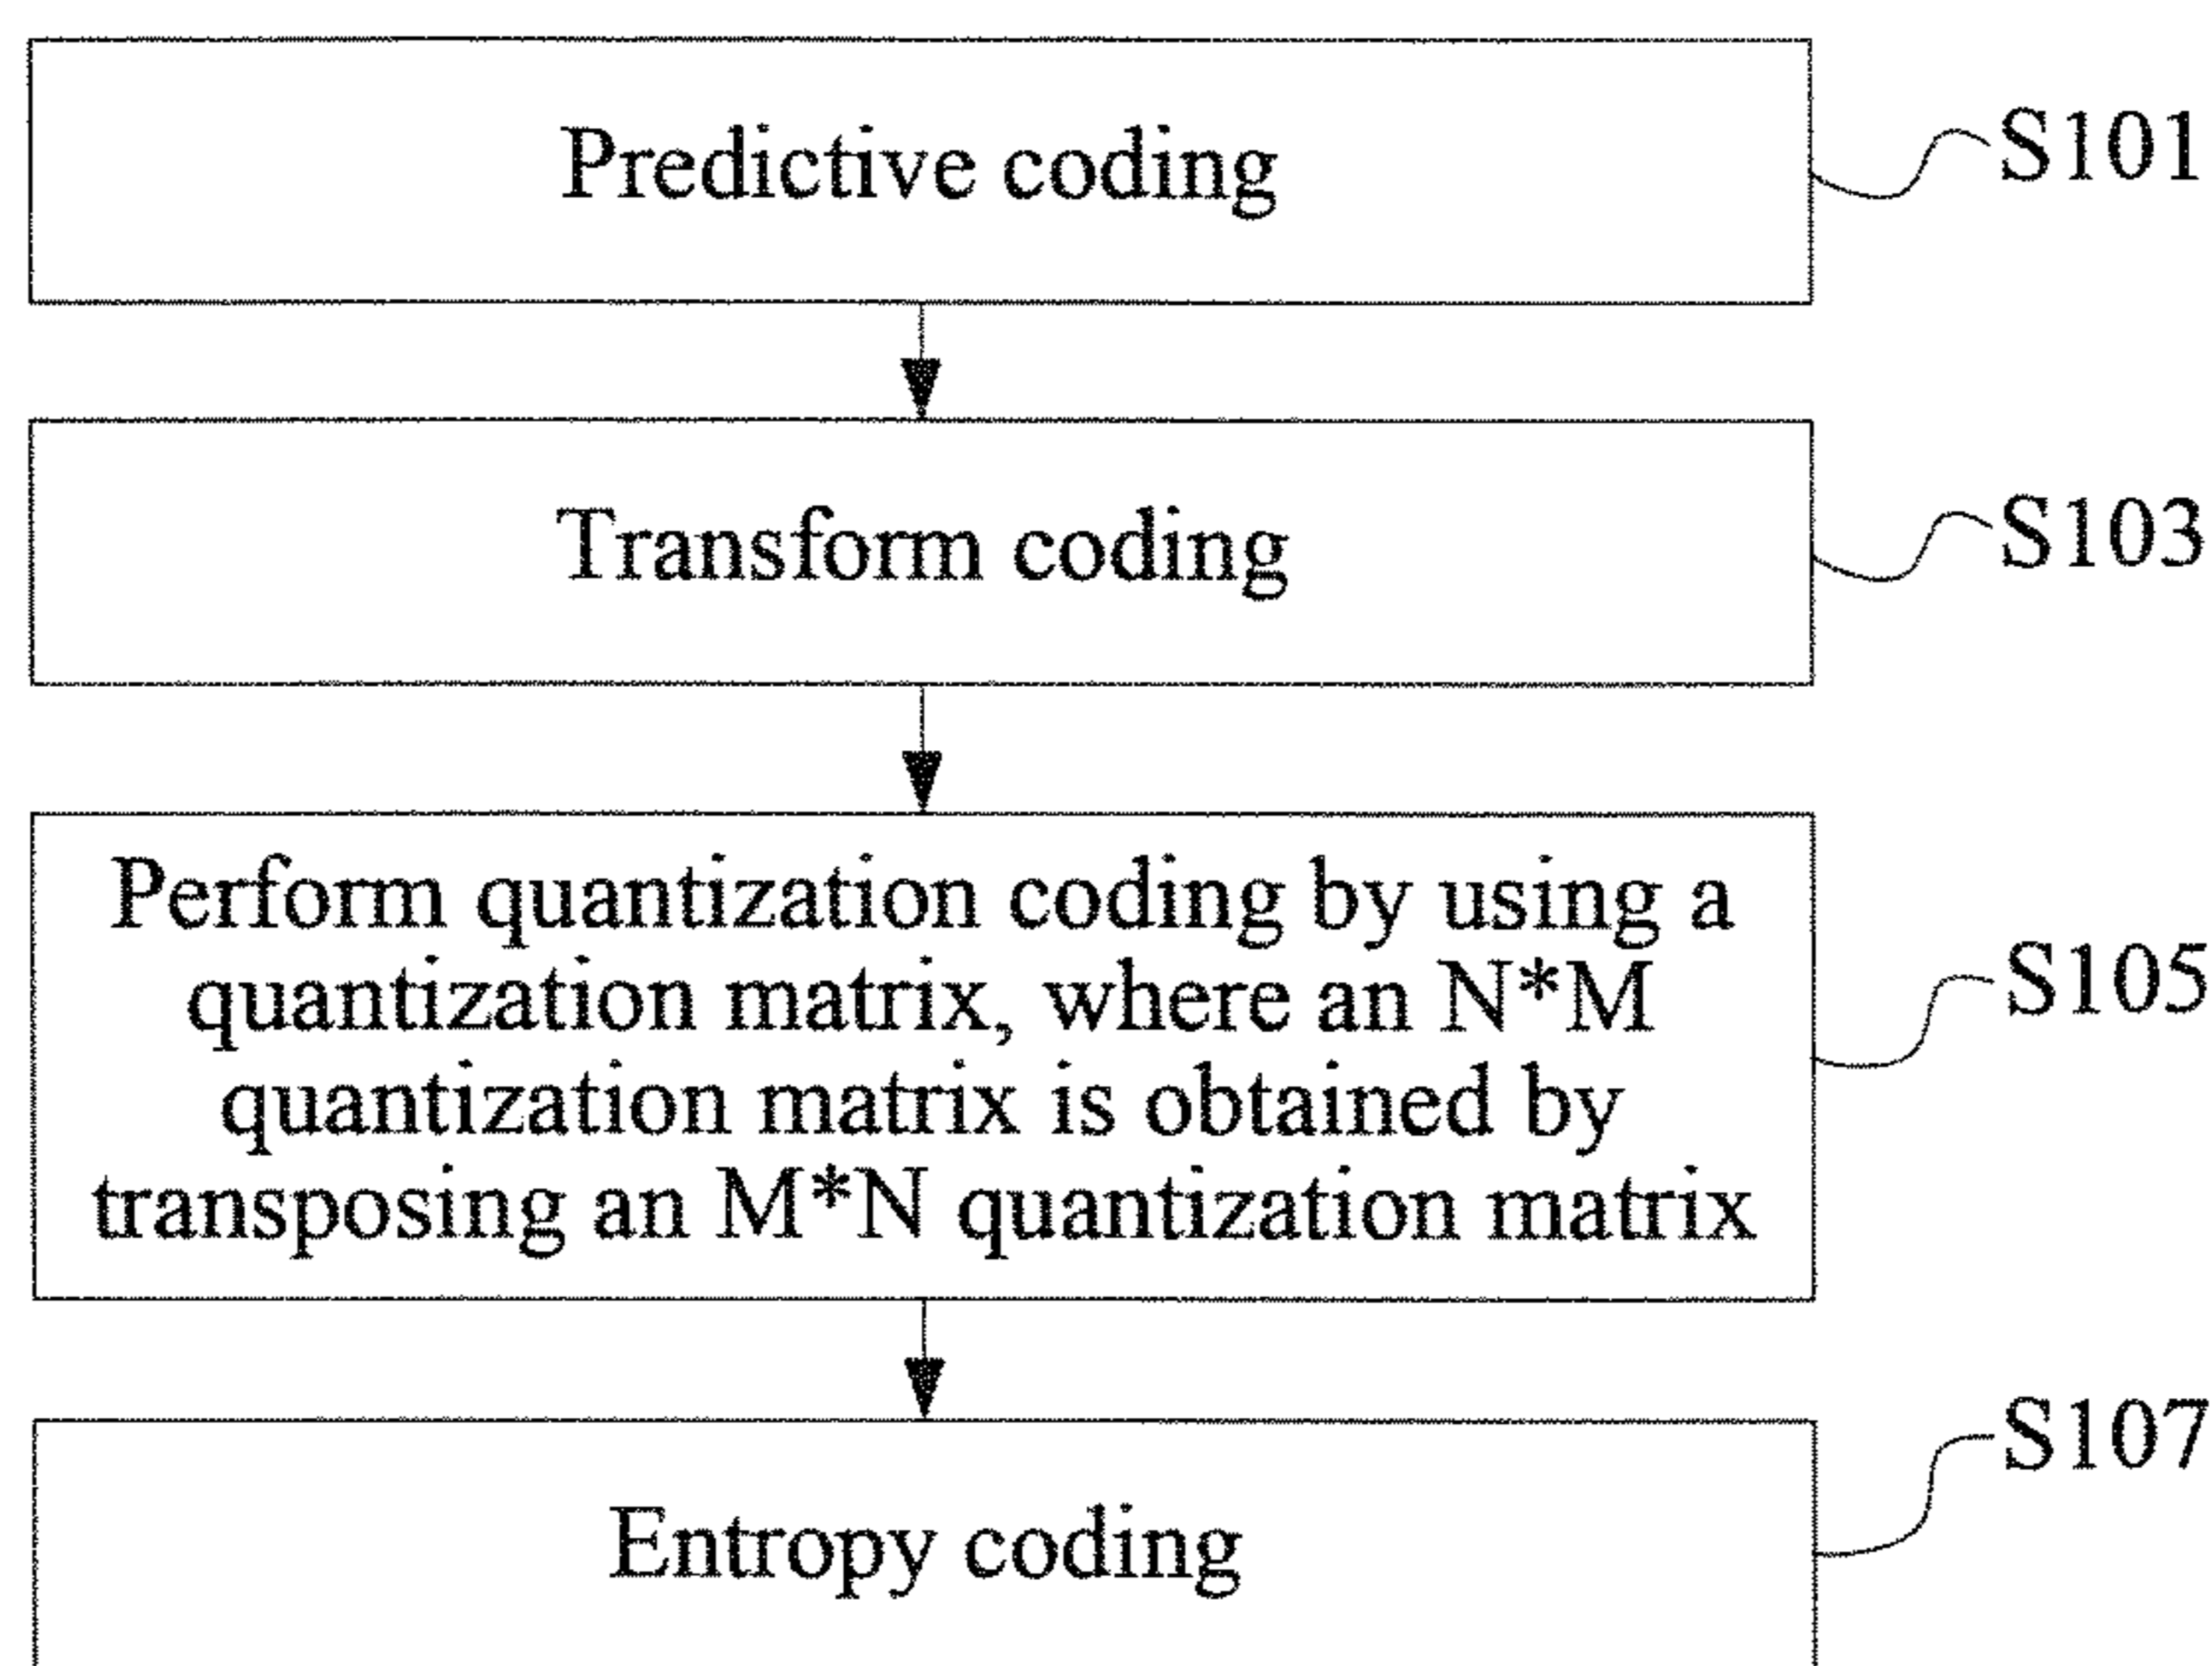 Predictive coding
S101
Transform coding
S103
Perform quantization coding by using a
quantization matrix, where an N*M
quantization matrix is obtained by
transposing an M*N quantization matrix
S105
Entropy coding
S107